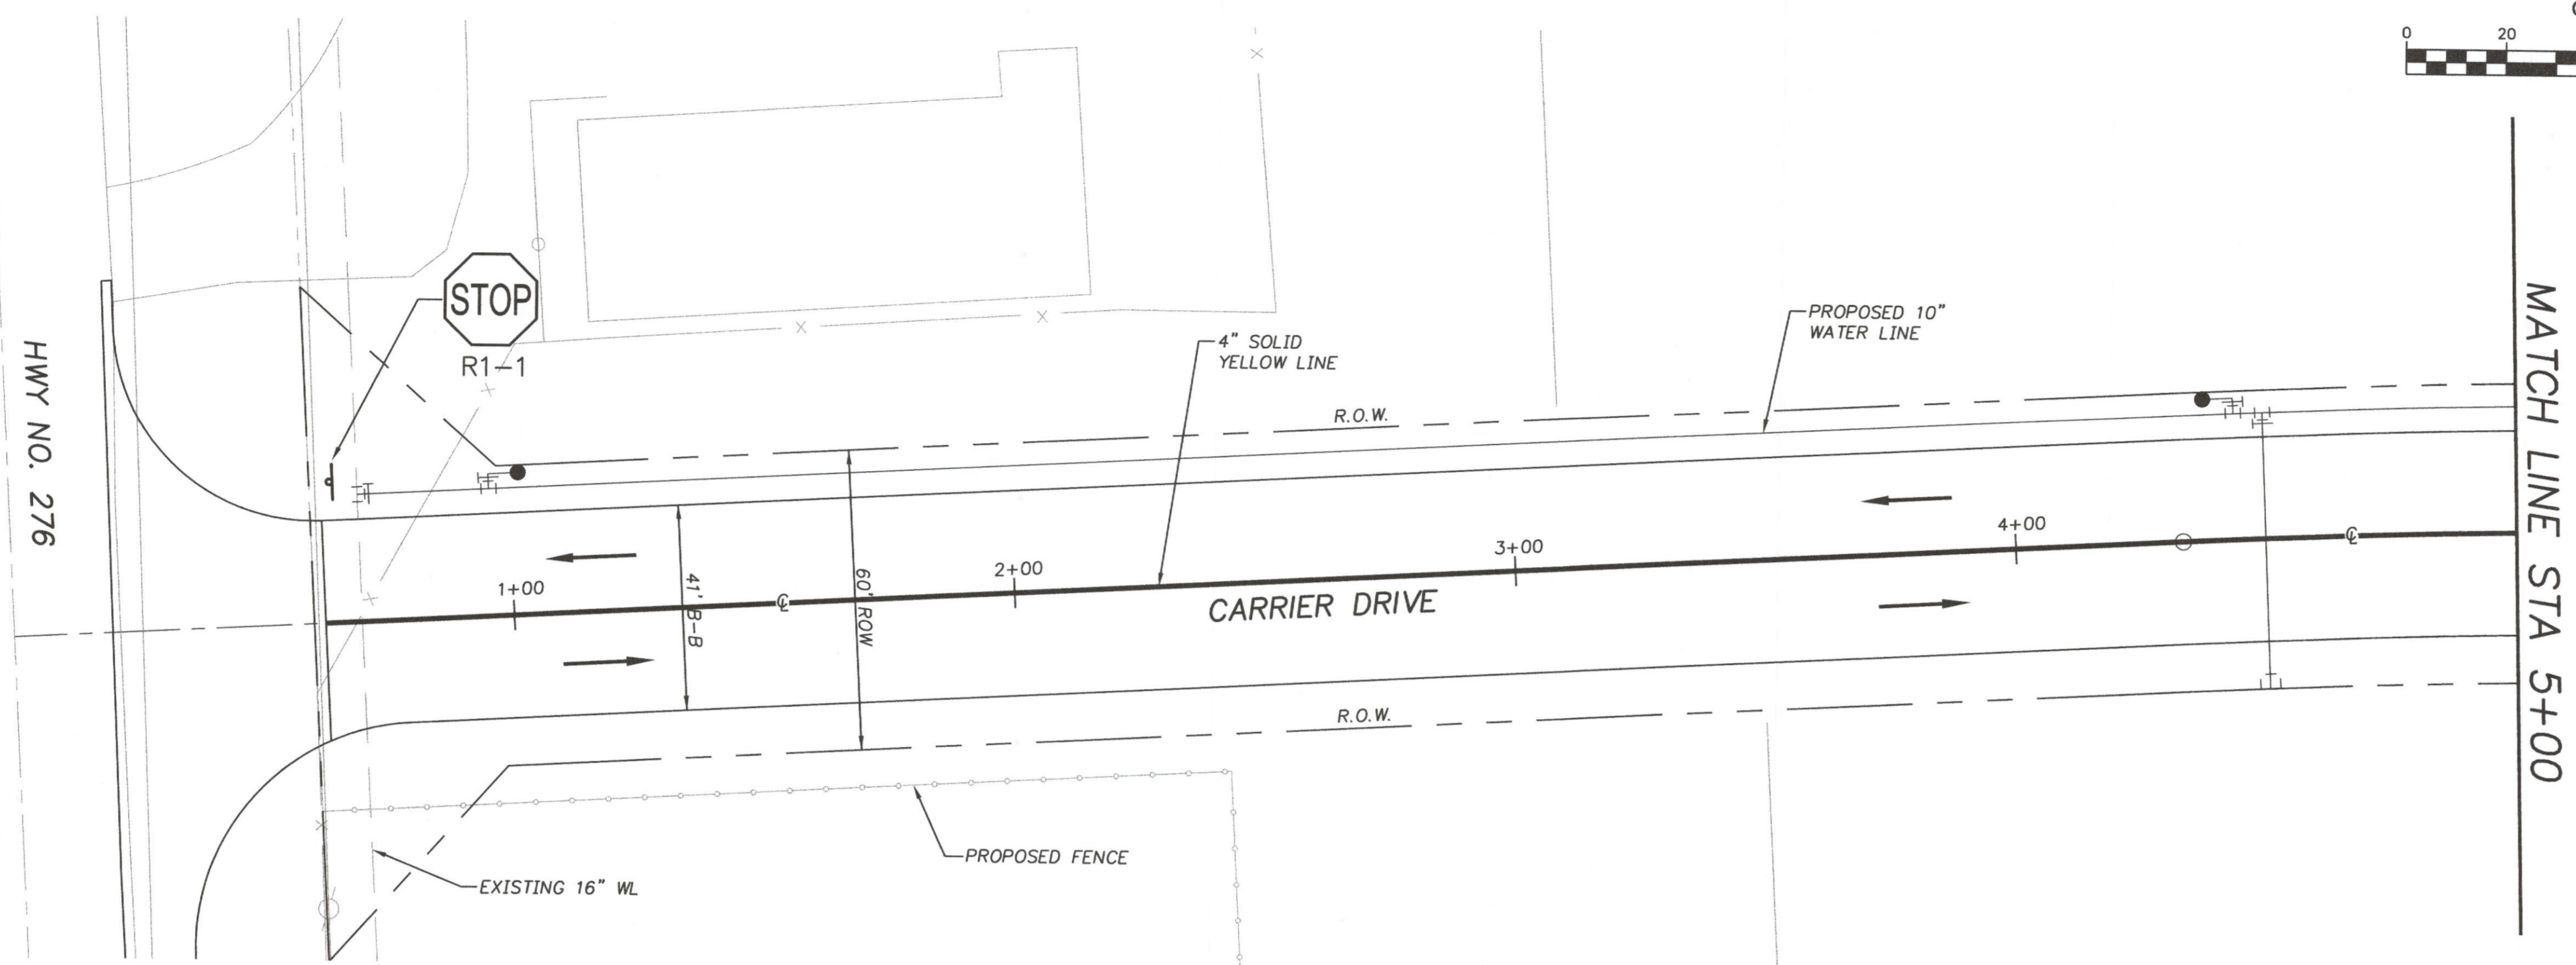 0 20
STOP
R1-1
HWY NO. 276
4" SOLID
YELLOW LINE
PROPOSED 10"
WATER LINE
R.O.W.
MATCH LINE STA 5+00
1+00
2+00
3+00
4+00
℄
℄
41' B-B
60' ROW
CARRIER DRIVE
R.O.W.
PROPOSED FENCE
EXISTING 16" WL